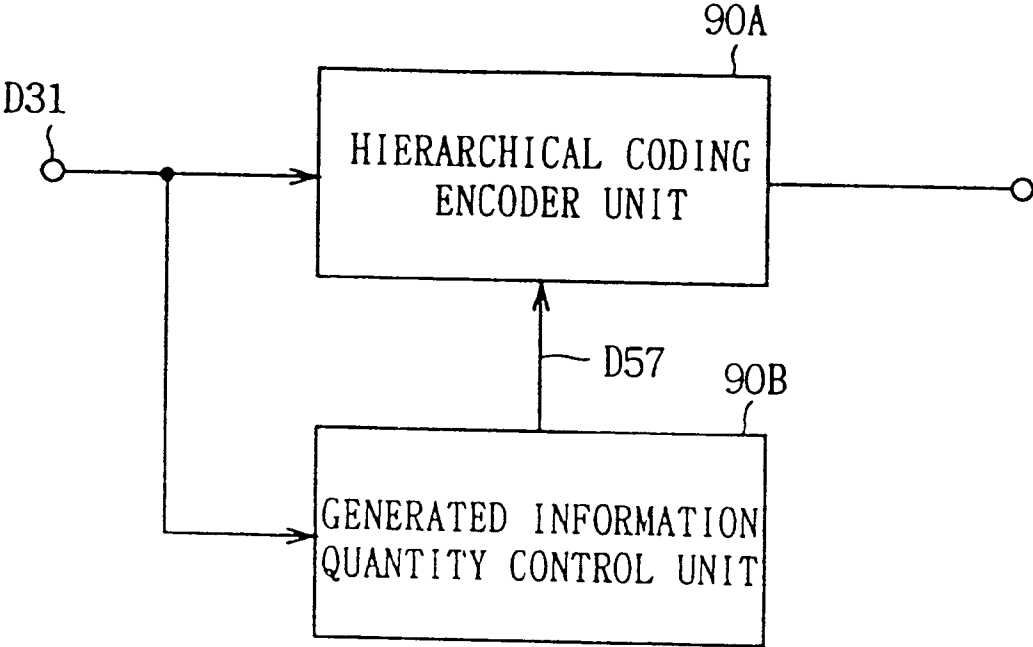 90A
D31
HIERARCHICAL CODING
ENCODER UNIT
D57
90B
GENERATED INFORMATION
QUANTITY CONTROL UNIT